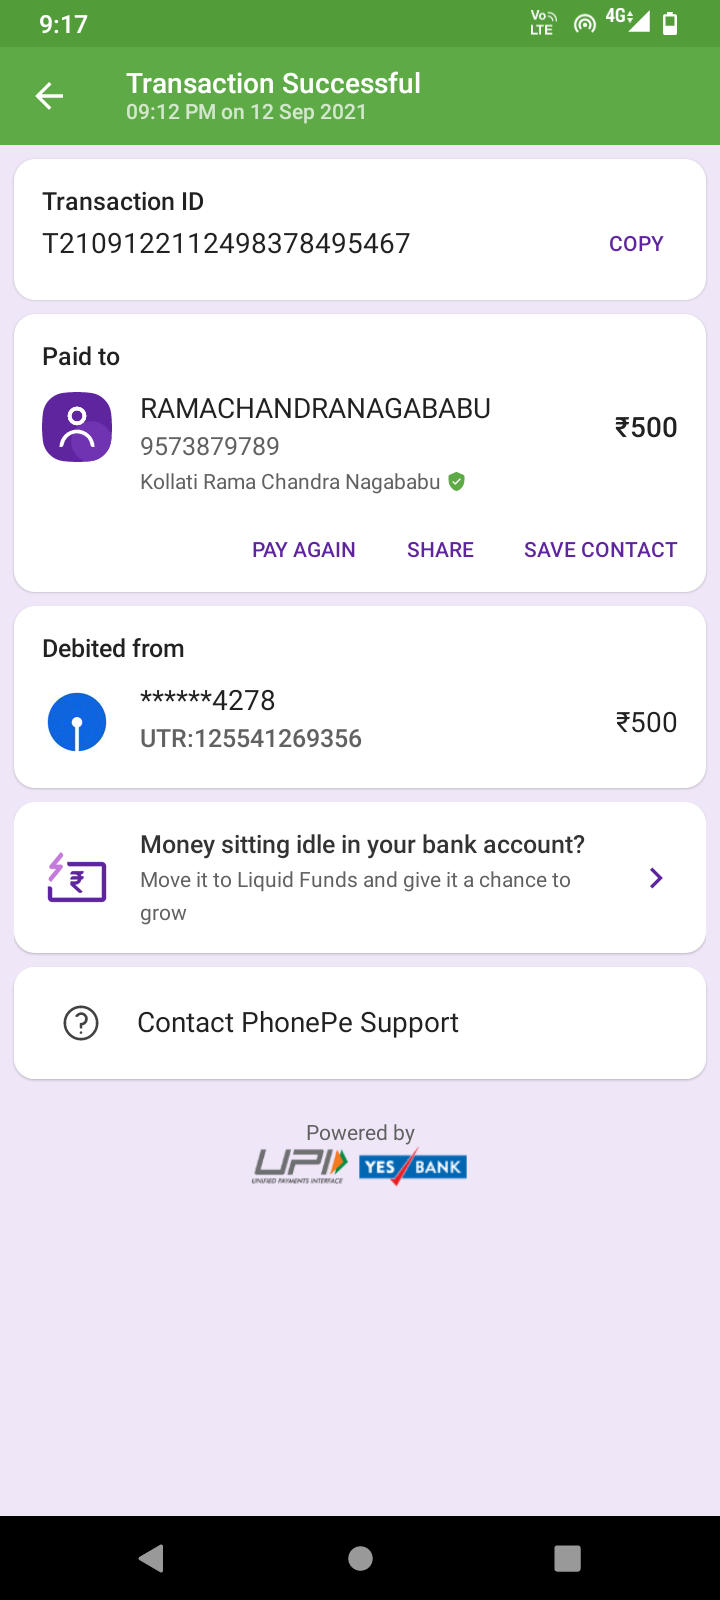 9:17
Vo
LTE
4G
Transaction Successful
09:12 PM on 12 Sep 2021
Transaction ID
T2109122112498378495467
COPY
Paid to
RAMACHANDRANAGABABU
9573879789
₹500
Kollati Rama Chandra Nagababu
PAY AGAIN SHARE SAVE CONTACT
Debited from
******4278
UTR:125541269356
₹500
Money sitting idle in your bank account?
Move it to Liquid Funds and give it a chance to
grow
Contact PhonePe Support
Powered by
UPI
UNIFIED PAYMENTS INTERFACE
YES BANK